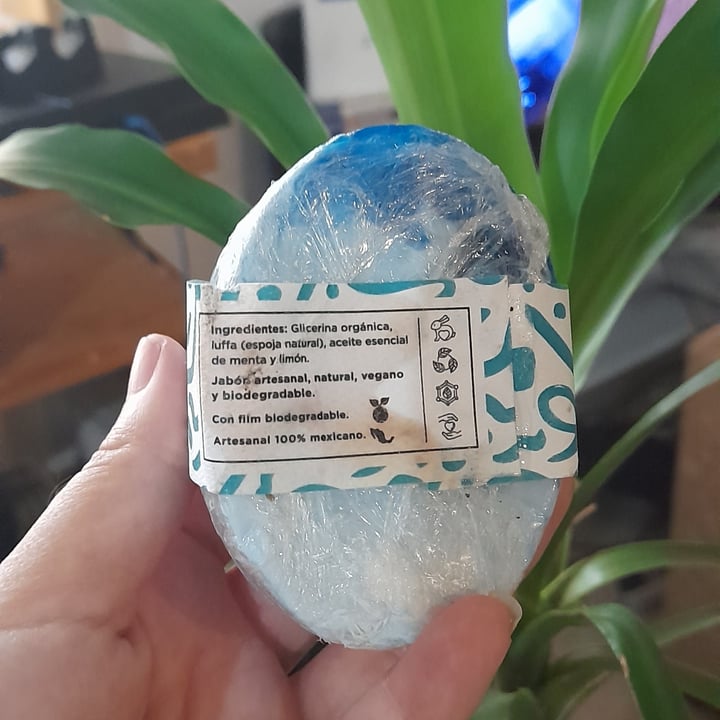 Ingredientes: Glicerina orgánica,
luffa (espoja natural), aceite esencial
de menta y limón.
Jabón artesanal, natural, vegano
y biodegradable.
Con film biodegradable.
Artesanal 100% mexicano.